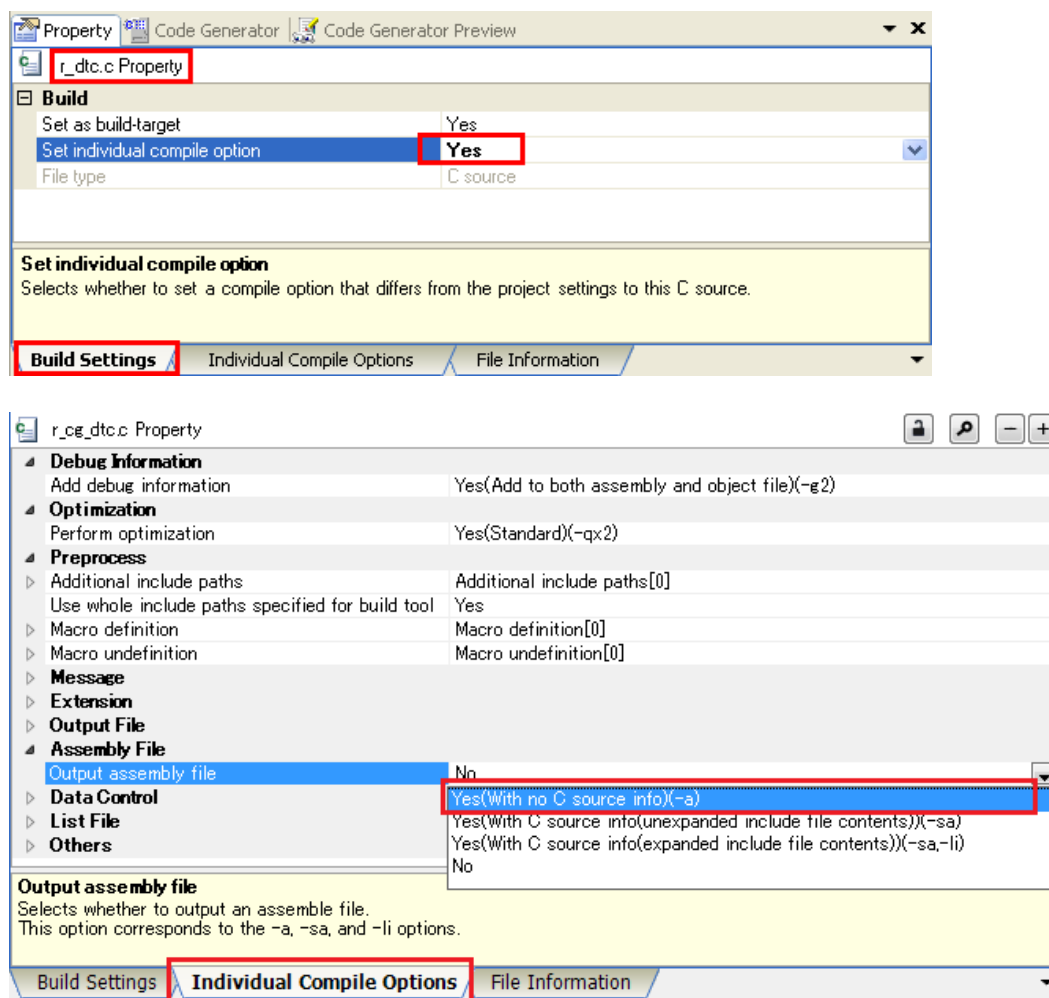 Property Code Generator Code Generator Preview
r_dtc.c Property
Build
Set as build-target Yes
Set individual compile option Yes
File type C source
Set individual compile option
Selects whether to set a compile option that differs from the project settings to this C source.
Build Settings Individual Compile Options File Information
r_cg_dtc.c Property
Debug Information
Add debug information Yes(Add to both assembly and object file)(-g2)
Optimization
Perform optimization Yes(Standard)(-qx2)
Preprocess
Additional include paths Additional include paths[0]
Use whole include paths specified for build tool Yes
Macro definition Macro definition[0]
Macro undefinition Macro undefinition[0]
Message
Extension
Output File
Assembly File
Output assembly file No
Data Control Yes(With no C source info)(-a)
List File Yes(With C source info(unexpanded include file contents))(-sa)
Others Yes(With C source info(expanded include file contents))(-sa,-li)
No
Output assembly file
Selects whether to output an assemble file.
This option corresponds to the -a, -sa, and -li options.
Build Settings Individual Compile Options File Information